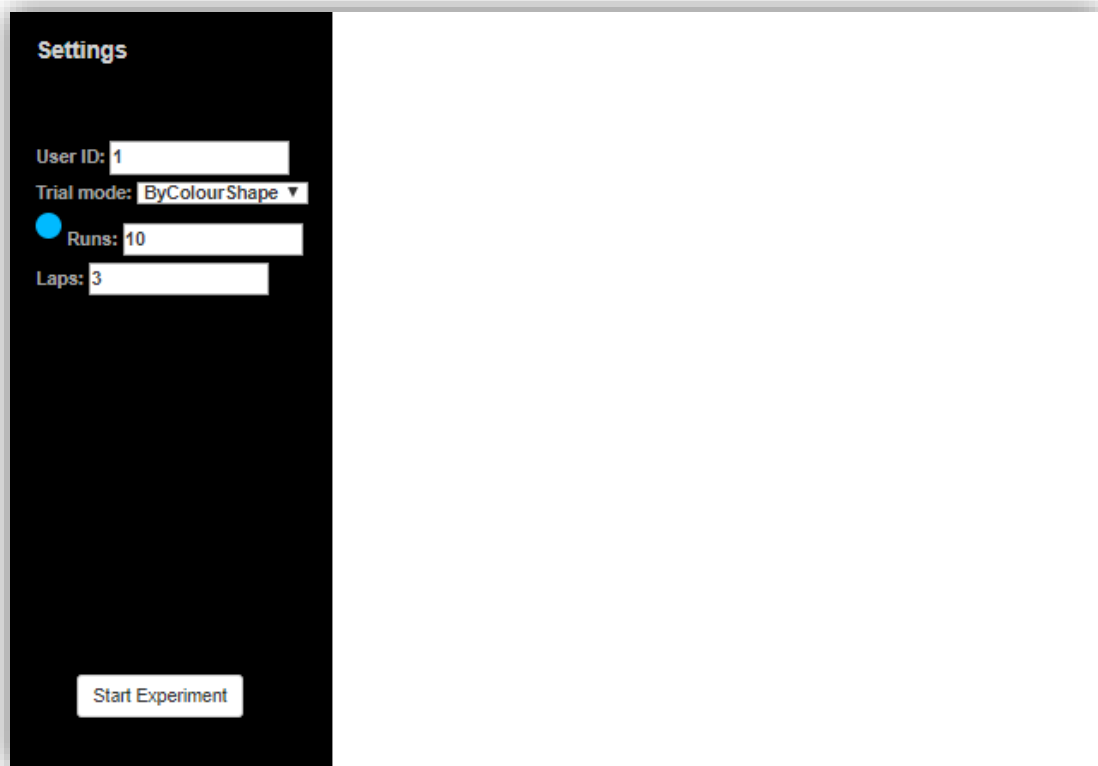 Settings
User ID: 1
Trial mode: ByColourShape
Runs: 10
Laps: 3
Start Experiment